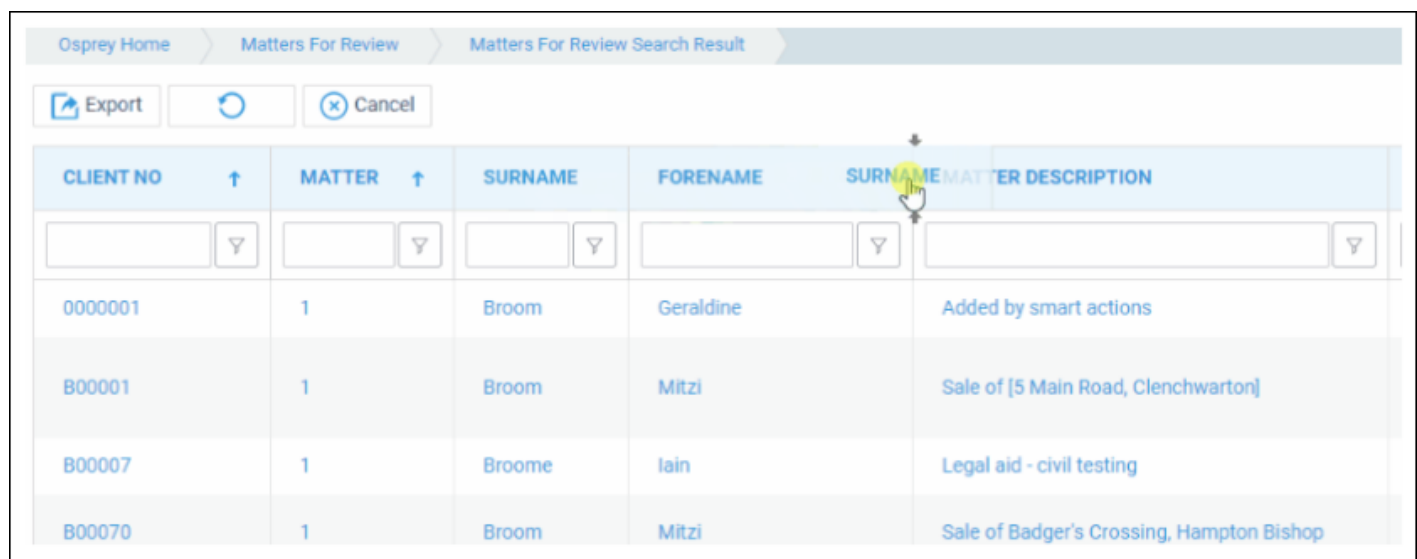 Osprey Home Matters For Review Matters For Review Search Result
Export Cancel
CLIENT NO MATTER SURNAME FORENAME SURNAME MATTER DESCRIPTION
0000001 1 Broom Geraldine Added by smart actions
B00001 1 Broom Mitzi Sale of [5 Main Road, Clenchwarton]
B00007 1 Broome Iain Legal aid - civil testing
B00070 1 Broom Mitzi Sale of Badger's Crossing, Hampton Bishop